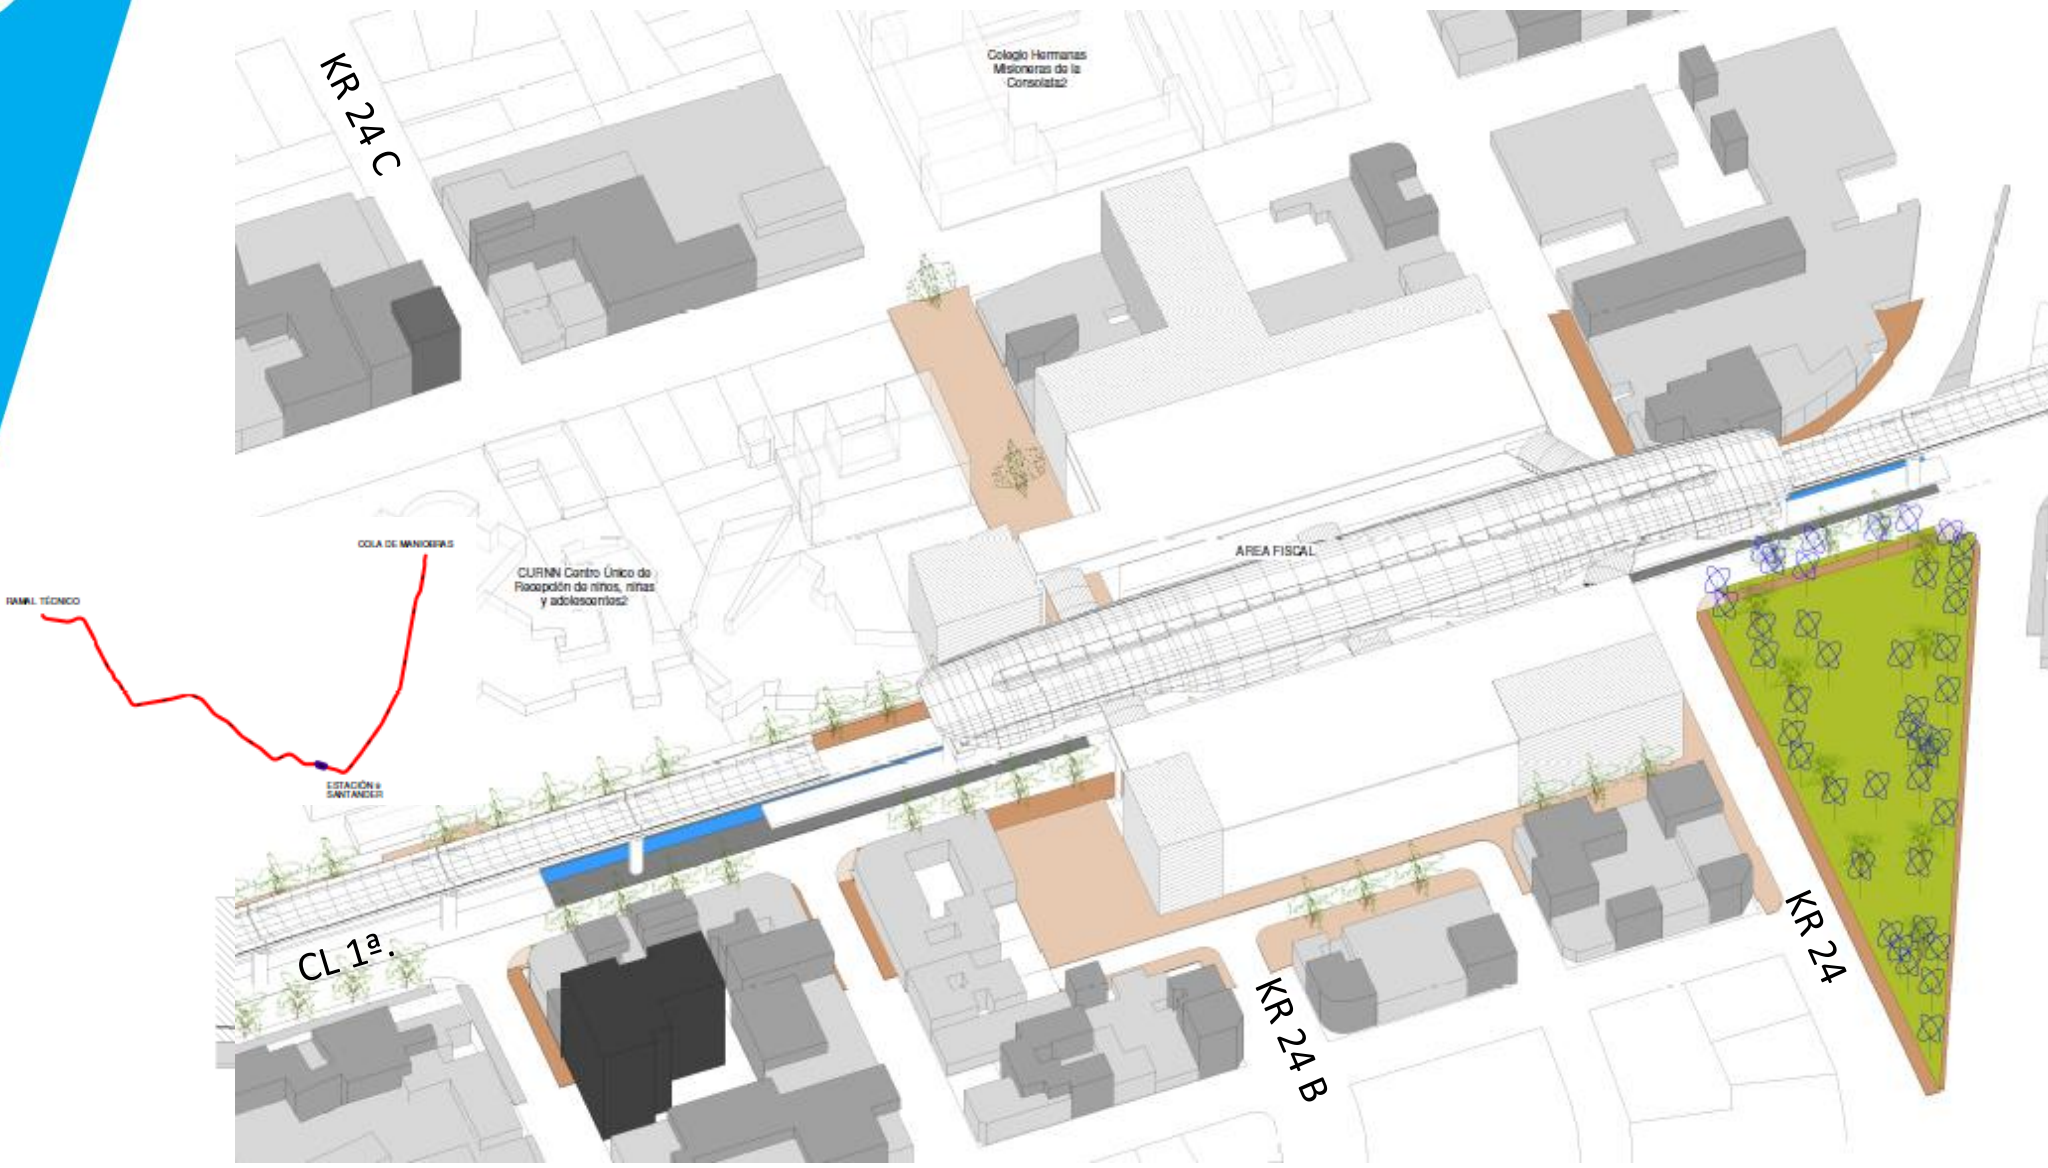 KR 24 C
Colegio Hermanas
Misioneras de la
Consolata2
AREA FISCAL
COLA DE MANIOBRAS
CURNN Centro Único de
Recepción de niños, niñas
y adolescentes2
RAMAL TÉCNICO
ESTACIÓN 9
SANTANDER
CL 1ª.
KR 24
KR 24 B